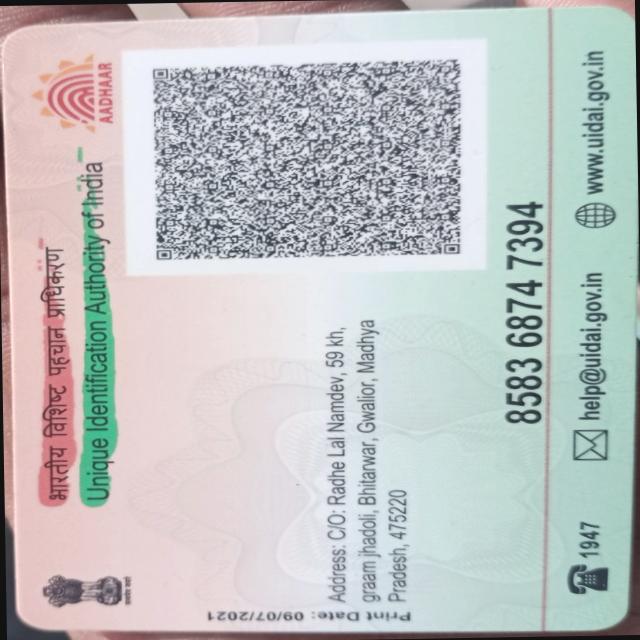 भारतीय विशिष्ट पहचान प्राधिकरण
Unique Identification Authority of India
AADHAAR
Print Date: 09/07/2021
Address: C/O: Radhe Lal Namdev, 59 kh,
graam jhadoli, Bhitarwar, Gwalior, Madhya
Pradesh, 475220
8583 6874 7394
1947
help@uidai.gov.in
www.uidai.gov.in